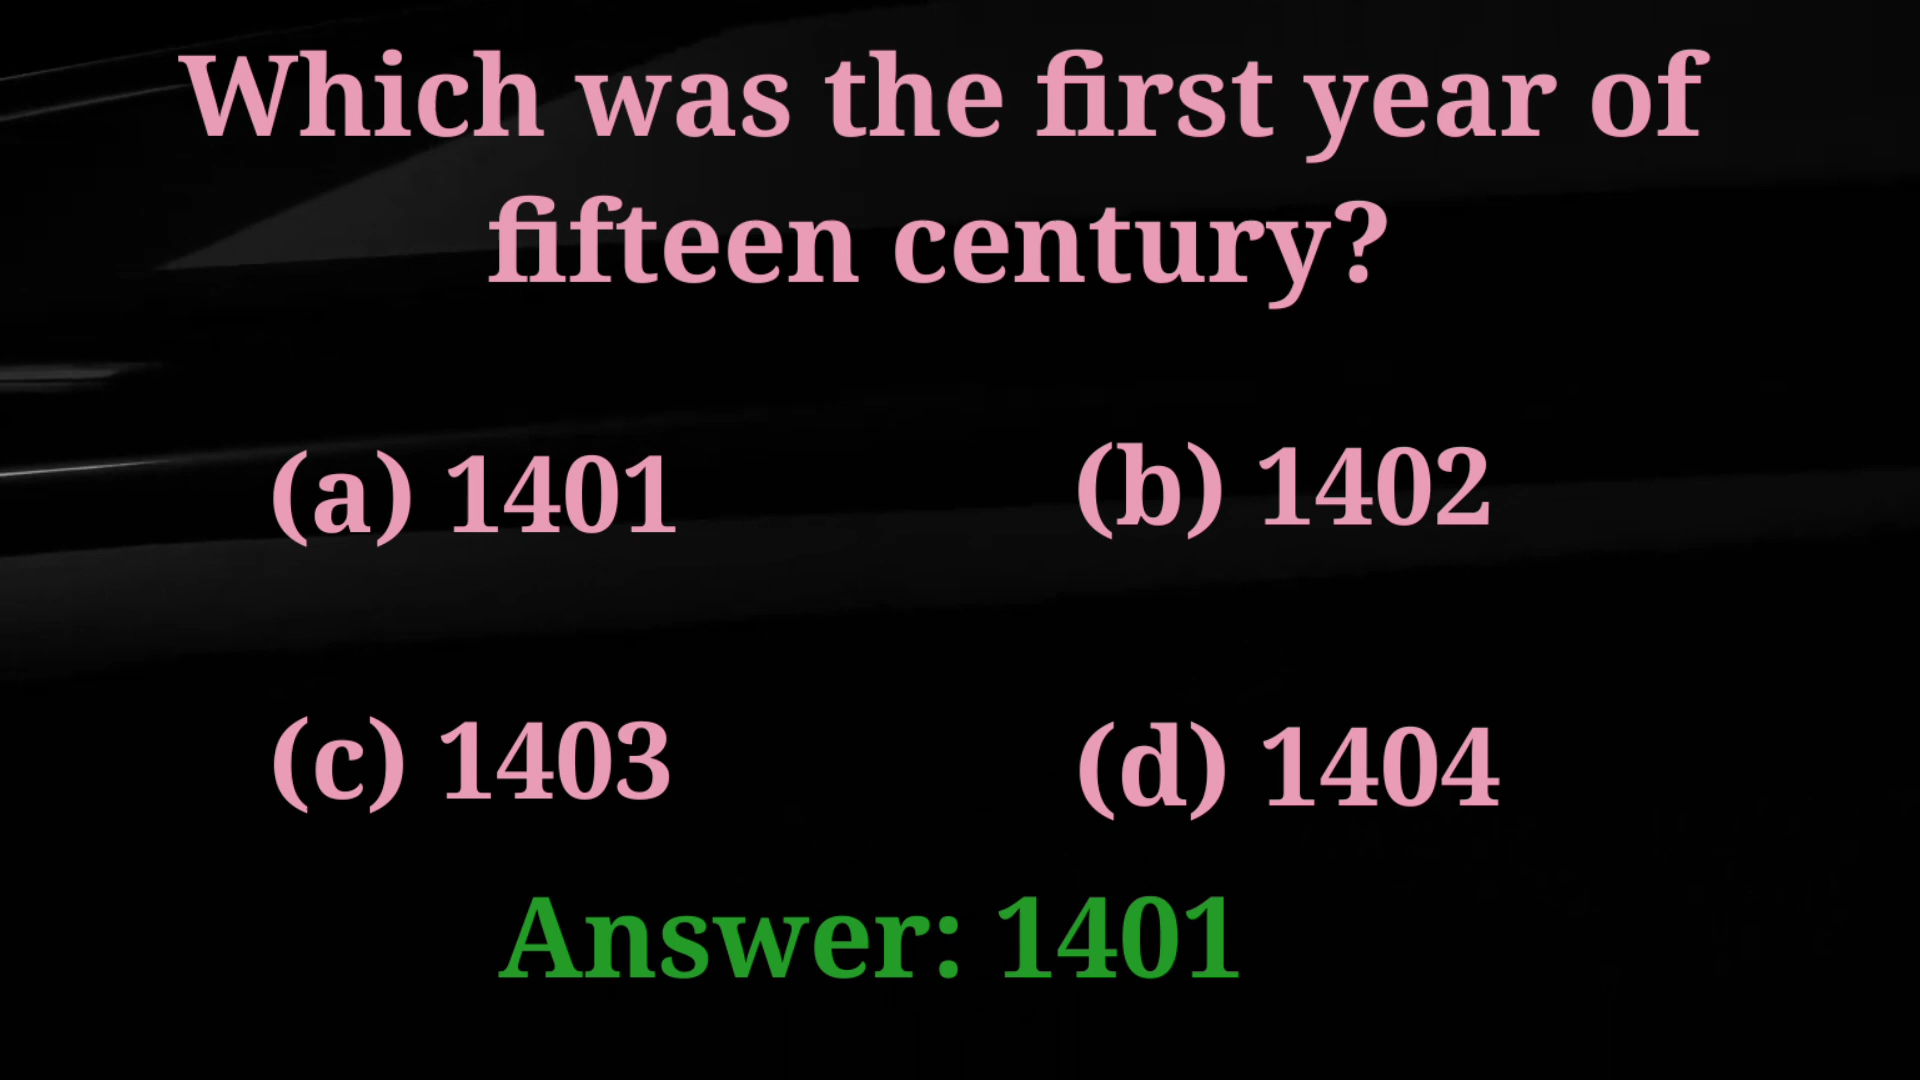 Which was the first year of
fifteen century?
(a) 1401
(b) 1402
(c) 1403
(d) 1404
Answer: 1401